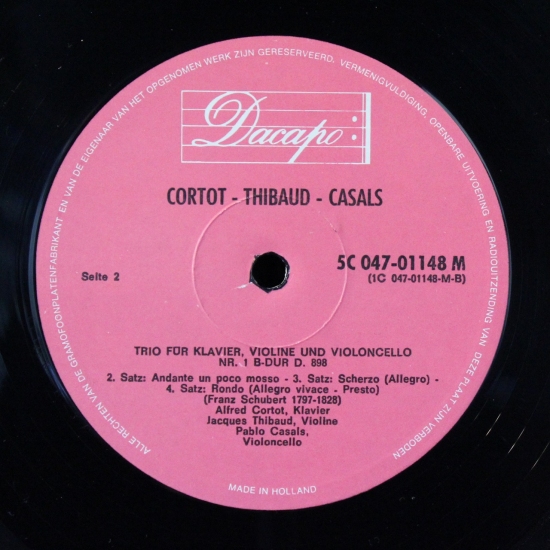 ALLE RECHTEN VAN DE GRAMOFOONPLATENFABRIKANT EN VAN DE EIGENAAR VAN HET OPGENOMEN WERK ZIJN GERESERVEERD. VERMENIGVULDIGING, OPENBARE UITVOERING EN RADIOUITZENDING VAN DEZE PLAAT ZIJN VERBODEN
Dacapo
CORTOT - THIBAUD - CASALS
5C 047-01148 M
Seite 2
(1C 047-01148-M-B)
TRIO FÜR KLAVIER, VIOLINE UND VIOLONCELLO
NR. 1 B-DUR D. 898
2. Satz: Andante un poco mosso - 3. Satz: Scherzo (Allegro) -
4. Satz: Rondo (Allegro vivace - Presto)
(Franz Schubert 1797-1828)
Alfred Cortot, Klavier
Jacques Thibaud, Violine
Pablo Casals,
Violoncello
MADE IN HOLLAND